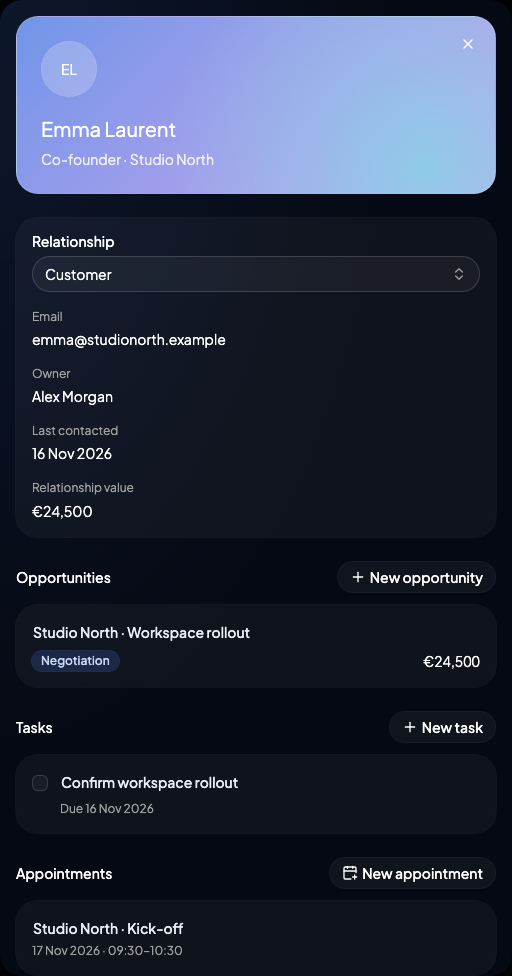 EL
Emma Laurent
Co-founder · Studio North
Relationship
Customer
Email
emma@studionorth.example
Owner
Alex Morgan
Last contacted
16 Nov 2026
Relationship value
€24,500
Opportunities
New opportunity
Studio North · Workspace rollout
Negotiation
€24,500
Tasks
New task
Confirm workspace rollout
Due 16 Nov 2026
Appointments
New appointment
Studio North · Kick-off
17 Nov 2026 · 09:30–10:30